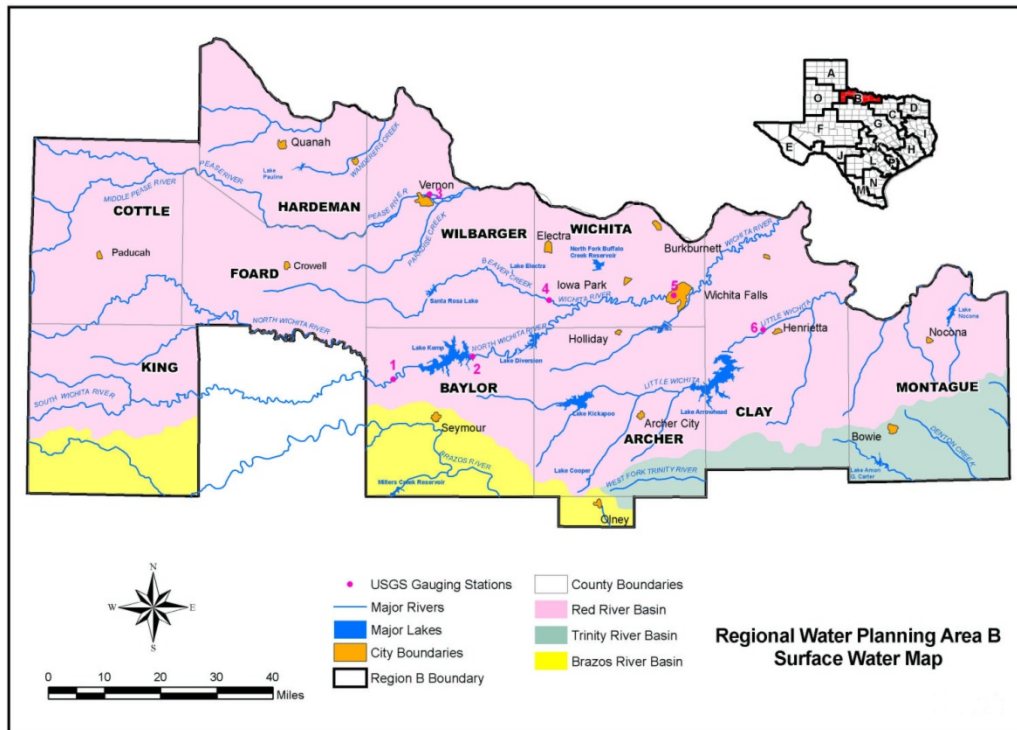 A
B
O
C
D
G
F
I
E
K
H
J
L
P
N
M
Quanah
WANDERERS CREEK
Lake Pauline
PEASE RIVER
MIDDLE PEASE RIVER
COTTLE
HARDEMAN
Vernon
3
PEASE RIVER
PARADISE CREEK
WILBARGER
WICHITA
Electra
Burkburnett
WICHITA RIVER
North Fork Buffalo
Creek Reservoir
Lake Electra
Paducah
FOARD
Crowell
BEAVER CREEK
Iowa Park
Santa Rosa Lake
4
WICHITA RIVER
5
Wichita Falls
NORTH WICHITA RIVER
NORTH WICHITA RIVER
6
LITTLE WICHITA
Henrietta
Lake Nocona
Nocona
Holliday
Lake Kemp
Lake Diversion
KING
1
2
BAYLOR
LITTLE WICHITA
MONTAGUE
SOUTH WICHITA RIVER
Lake Kickapoo
Lake Arrowhead
CLAY
Seymour
Archer City
ARCHER
Bowie
DENTON CREEK
BRAZOS RIVER
Lake Cooper
WEST FORK TRINITY RIVER
Lake Amon
G. Carter
Millers Creek Reservoir
Olney
N
W
E
S
0 10 20 30 40
Miles
USGS Gauging Stations
Major Rivers
Major Lakes
City Boundaries
Region B Boundary
County Boundaries
Red River Basin
Trinity River Basin
Brazos River Basin
Regional Water Planning Area B
Surface Water Map